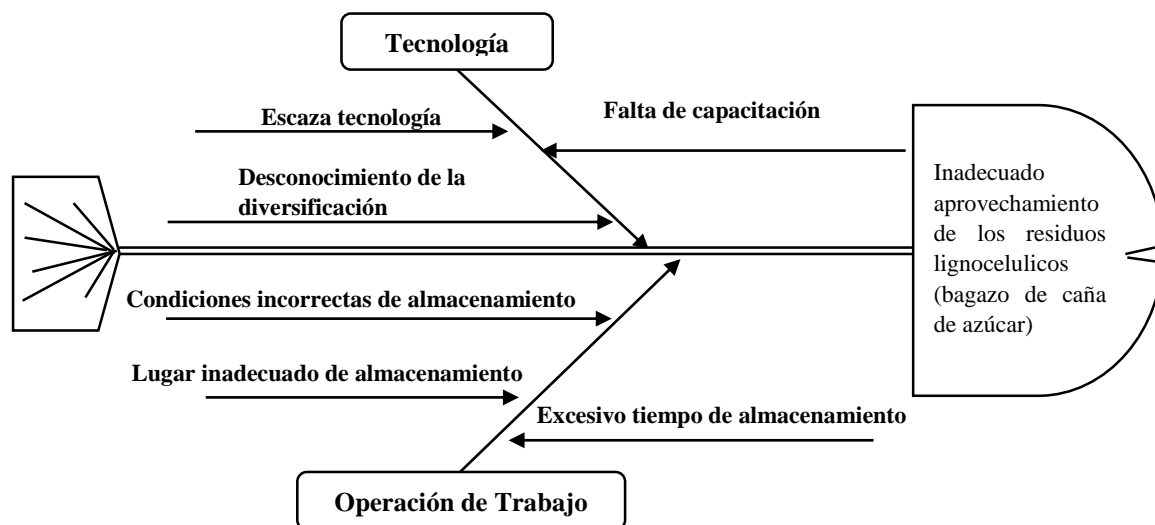 Tecnología
Escaza tecnología
Falta de capacitación
Desconocimiento de la
diversificación
Inadecuado
aprovechamiento
de los residuos
lignocelulicos
(bagazo de caña
de azúcar)
Condiciones incorrectas de almacenamiento
Lugar inadecuado de almacenamiento
Excesivo tiempo de almacenamiento
Operación de Trabajo